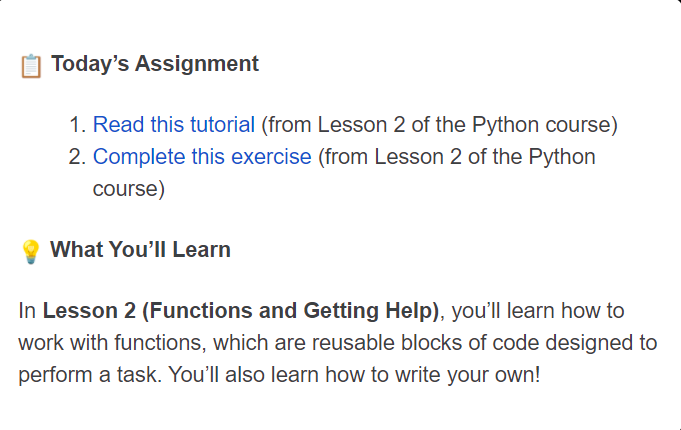 📋 Today’s Assignment
1. Read this tutorial (from Lesson 2 of the Python course)
2. Complete this exercise (from Lesson 2 of the Python
course)
💡 What You’ll Learn
In Lesson 2 (Functions and Getting Help), you’ll learn how to
work with functions, which are reusable blocks of code designed to
perform a task. You’ll also learn how to write your own!